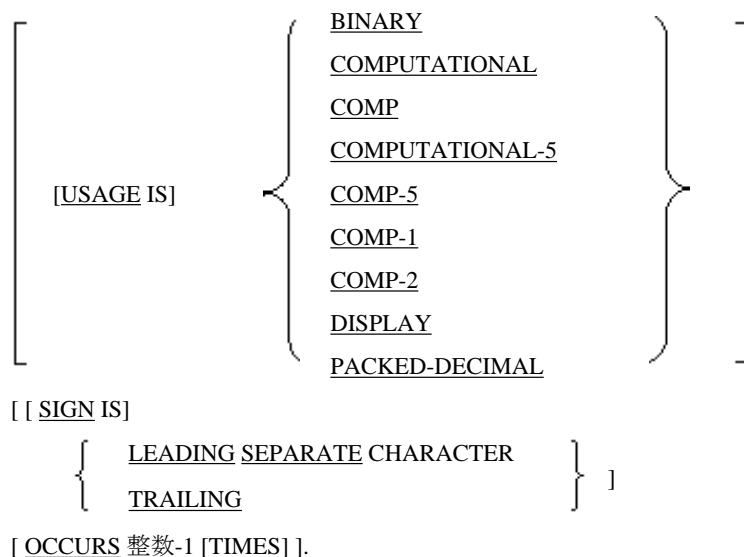 BINARY
COMPUTATIONAL
COMP
COMPUTATIONAL-5
[USAGE IS] COMP-5
COMP-1
COMP-2
DISPLAY
PACKED-DECIMAL
[ [ SIGN IS]
LEADING SEPARATE CHARACTER
TRAILING
]
[ OCCURS 整数-1 [TIMES] ].